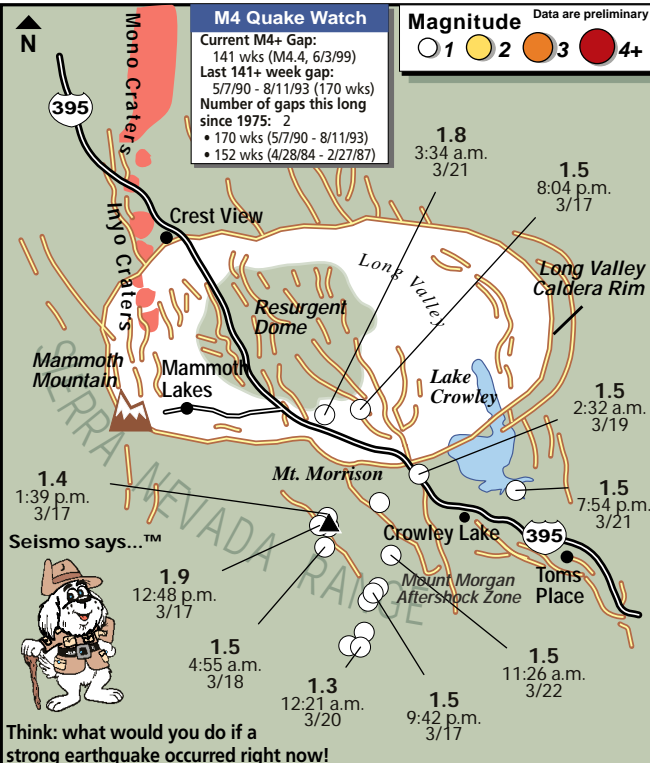 N
Mono Craters
Inyo Craters
395
M4 Quake Watch
Current M4+ Gap:
141 wks (M4.4, 6/3/99)
Last 141+ week gap:
5/7/90 - 8/11/93 (170 wks)
Number of gaps this long
since 1975: 2
• 170 wks (5/7/90 - 8/11/93)
• 152 wks (4/28/84 - 2/27/87)
Magnitude
Data are preliminary
1 2 3 4+
1.8
3:34 a.m.
3/21
1.5
8:04 p.m.
3/17
Crest View
Long Valley
Long Valley
Caldera Rim
Resurgent
Dome
Mammoth
Mountain
Mammoth
Lakes
Lake
Crowley
1.5
2:32 a.m.
3/19
SIERRA NEVADA RANGE
Mt. Morrison
1.4
1:39 p.m.
3/17
1.5
7:54 p.m.
3/21
Crowley Lake
395
Toms
Place
Mount Morgan
Aftershock Zone
Seismo says...™
1.9
12:48 p.m.
3/17
1.5
4:55 a.m.
3/18
1.3
12:21 a.m.
3/20
1.5
9:42 p.m.
3/17
1.5
11:26 a.m.
3/22
Think: what would you do if a
strong earthquake occurred right now!